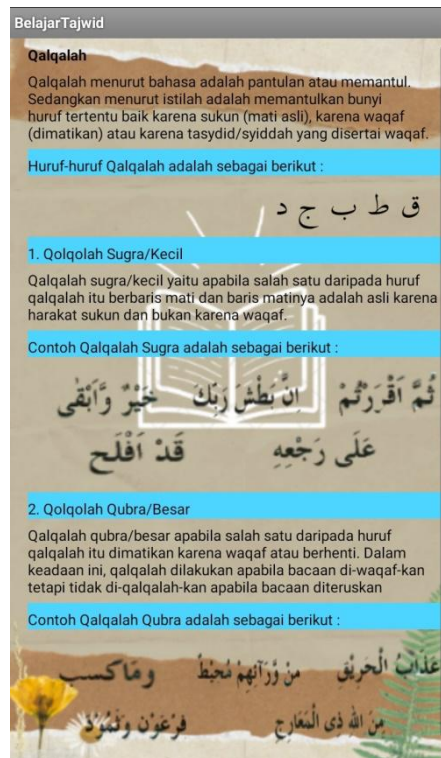 BelajarTajwid
Qalqalah
Qalqalah menurut bahasa adalah pantulan atau memantul.
Sedangkan menurut istilah adalah memantulkan bunyi
huruf tertentu baik karena sukun (mati asli), karena waqaf
(dimatikan) atau karena tasydid/syiddah yang disertai waqaf.
Huruf-huruf Qalqalah adalah sebagai berikut :
ق ط ب ج د
1. Qolqolah Sugra/Kecil
Qalqalah sugra/kecil yaitu apabila salah satu daripada huruf
qalqalah itu berbaris mati dan baris matinya adalah asli karena
harakat sukun dan bukan karena waqaf.
Contoh Qalqalah Sugra adalah sebagai berikut :
ثُمَّ اَقْرَرْتُمْ اِنَّ بَطْشَ رَبِّكَ خَيْرٌ وَّاَبْقٰى
عَلَى رَجْعِهِ قَدْ اَفْلَحَ
2. Qolqolah Qubra/Besar
Qalqalah qubra/besar apabila salah satu daripada huruf
qalqalah itu dimatikan karena waqaf atau berhenti. Dalam
keadaan ini, qalqalah dilakukan apabila bacaan di-waqaf-kan
tetapi tidak di-qalqalah-kan apabila bacaan diteruskan
Contoh Qalqalah Qubra adalah sebagai berikut :
عَذَابُ الْحَرِيْقِ مِنْ وَّرَآئِهِمْ مُحِيْطٌ وَمَا كَسَبَ
مِنَ اللهِ ذِى الْمَعَارِجِ فِرْعَوْنَ وَثَمُوْدَ